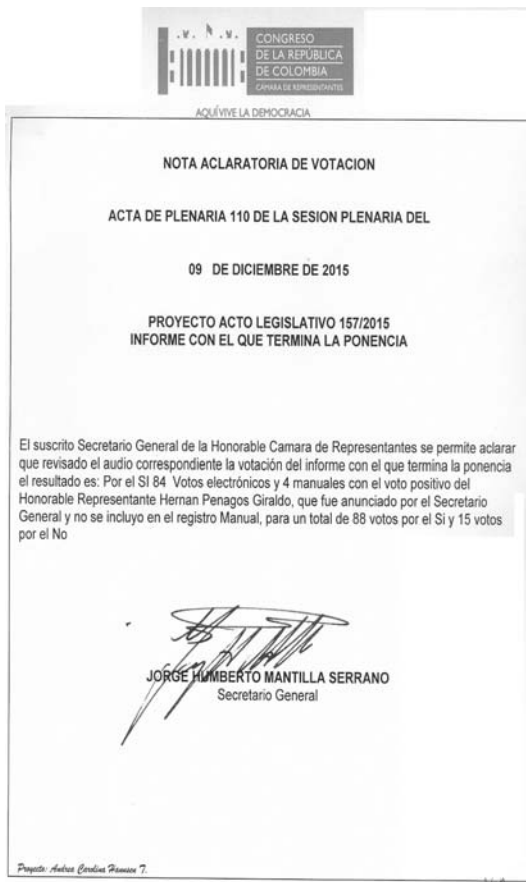 CONGRESO
DE LA REPÚBLICA
DE COLOMBIA
CÁMARA DE REPRESENTANTES
AQUÍ VIVE LA DEMOCRACIA
NOTA ACLARATORIA DE VOTACION
ACTA DE PLENARIA 110 DE LA SESION PLENARIA DEL
09 DE DICIEMBRE DE 2015
PROYECTO ACTO LEGISLATIVO 157/2015
INFORME CON EL QUE TERMINA LA PONENCIA
El suscrito Secretario General de la Honorable Camara de Representantes se permite aclarar
que revisado el audio correspondiente la votación del informe con el que termina la ponencia
el resultado es: Por el SI 84 Votos electrónicos y 4 manuales con el voto positivo del
Honorable Representante Hernan Penagos Giraldo, que fue anunciado por el Secretario
General y no se incluyo en el registro Manual, para un total de 88 votos por el Si y 15 votos
por el No
JORGE HUMBERTO MANTILLA SERRANO
Secretario General
Proyecto: Andrea Carolina Hannsen T.